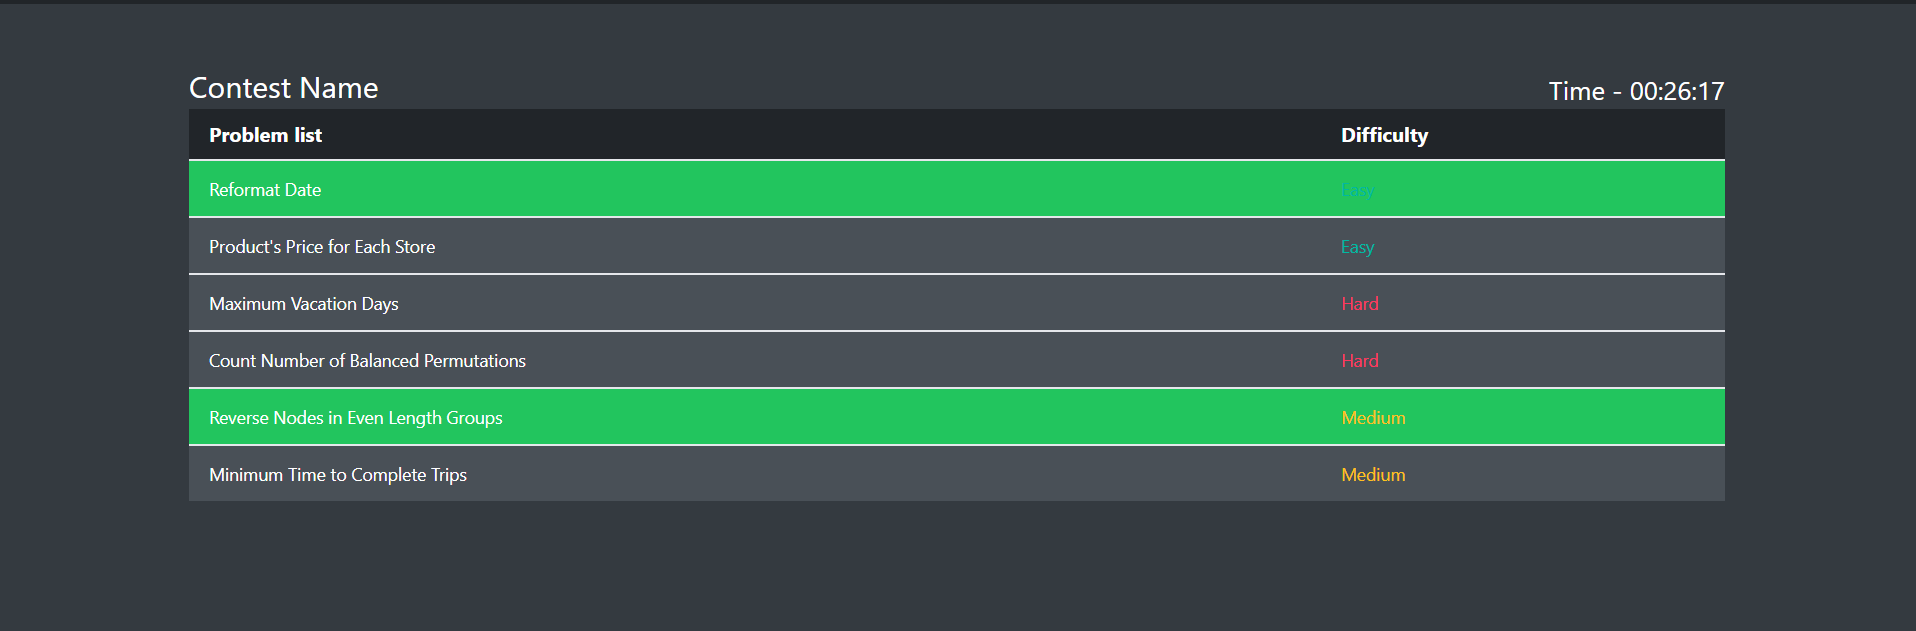 Contest Name Time - 00:26:17
Problem list Difficulty
Reformat Date Easy
Product's Price for Each Store Easy
Maximum Vacation Days Hard
Count Number of Balanced Permutations Hard
Reverse Nodes in Even Length Groups Medium
Minimum Time to Complete Trips Medium